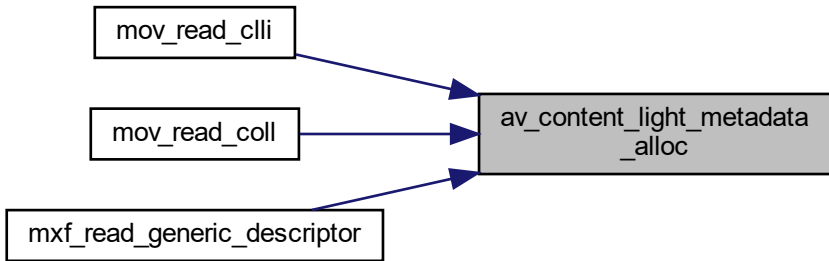 mov_read_clli
mov_read_coll
mxf_read_generic_descriptor
av_content_light_metadata
_alloc